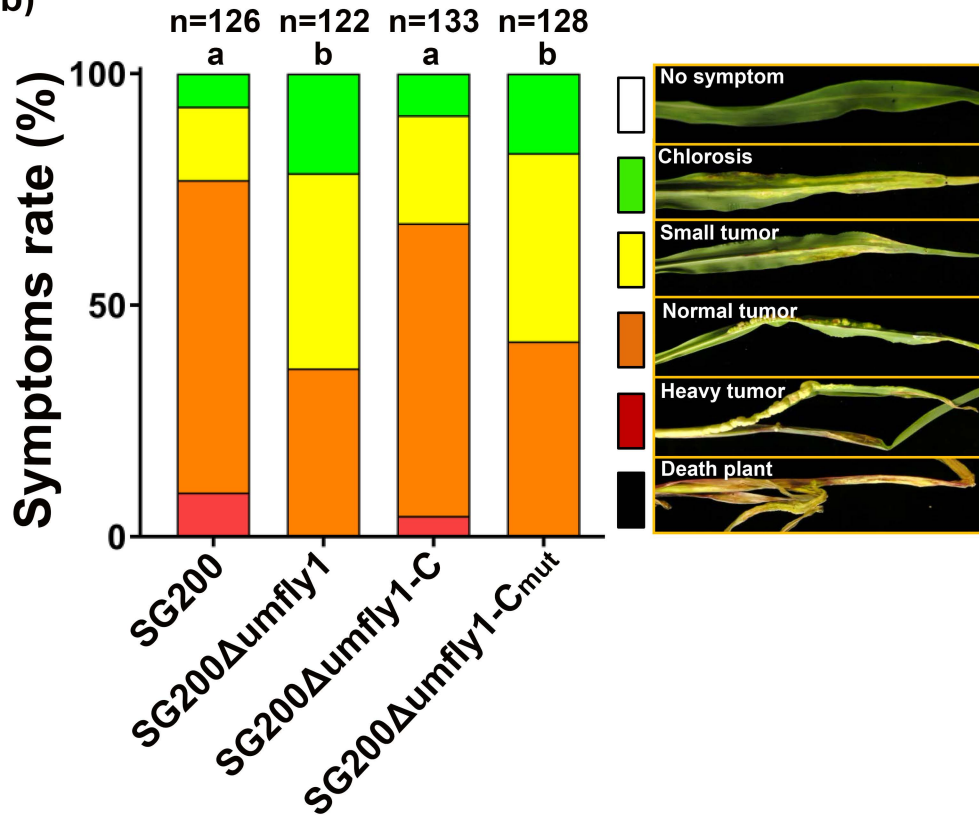 b)
n=126 n=122 n=133 n=128
a b a b
Symptoms rate (%)
100
50
0
SG200
SG200Δumfly1
SG200Δumfly1-C
SG200Δumfly1-Cmut
No symptom
Chlorosis
Small tumor
Normal tumor
Heavy tumor
Death plant